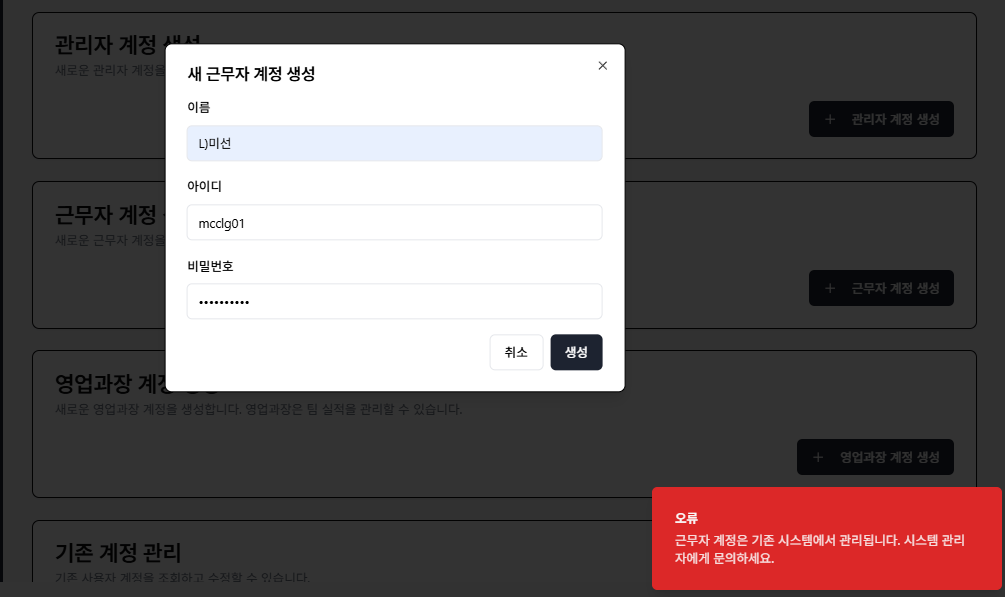 관리자 계정 생성
새로운 관리자 계정을
+ 관리자 계정 생성
새 근무자 계정 생성
×
이름
L)미선
아이디
mcclg01
비밀번호
••••••••••
취소
생성
근무자 계정
새로운 근무자 계정을
+ 근무자 계정 생성
영업과장 계정
새로운 영업과장 계정을 생성합니다. 영업과장은 팀 실적을 관리할 수 있습니다.
+ 영업과장 계정 생성
기존 계정 관리
기존 사용자 계정을 조회하고 수정할 수 있습니다.
오류
근무자 계정은 기존 시스템에서 관리됩니다. 시스템 관리
자에게 문의하세요.